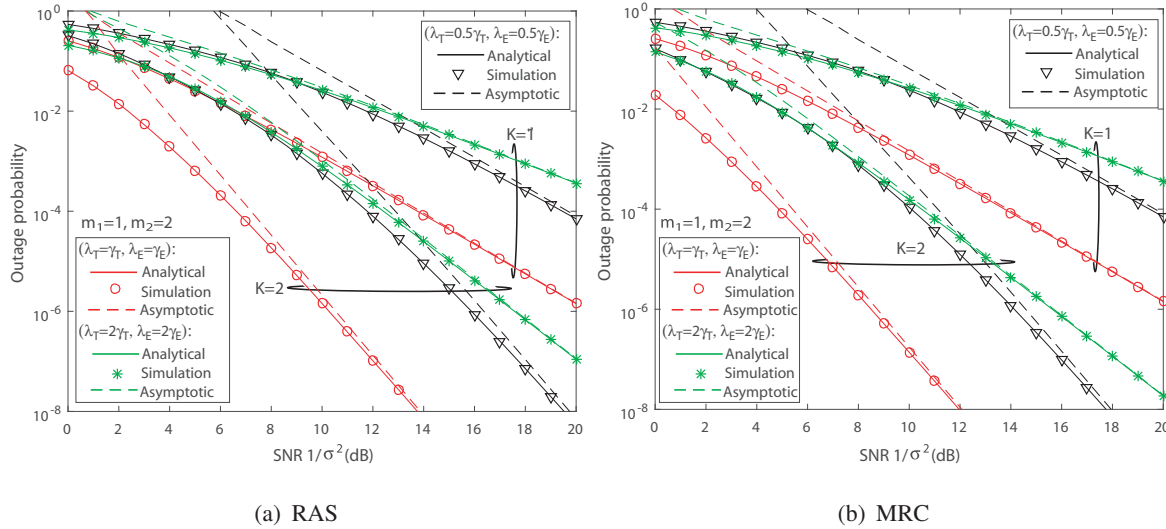 10^0
10^-2
10^-4
10^-6
10^-8
Outage probability
(λ_T=0.5γ_T, λ_E=0.5γ_E):
Analytical
Simulation
Asymptotic
K=1
K=2
m_1=1, m_2=2
(λ_T=γ_T, λ_E=γ_E):
Analytical
Simulation
Asymptotic
(λ_T=2γ_T, λ_E=2γ_E):
Analytical
Simulation
Asymptotic
0 2 4 6 8 10 12 14 16 18 20
SNR 1/σ^2(dB)
(a) RAS
10^0
10^-2
10^-4
10^-6
10^-8
Outage probability
(λ_T=0.5γ_T, λ_E=0.5γ_E):
Analytical
Simulation
Asymptotic
K=1
K=2
m_1=1, m_2=2
(λ_T=γ_T, λ_E=γ_E):
Analytical
Simulation
Asymptotic
(λ_T=2γ_T, λ_E=2γ_E):
Analytical
Simulation
Asymptotic
0 2 4 6 8 10 12 14 16 18 20
SNR 1/σ^2(dB)
(b) MRC